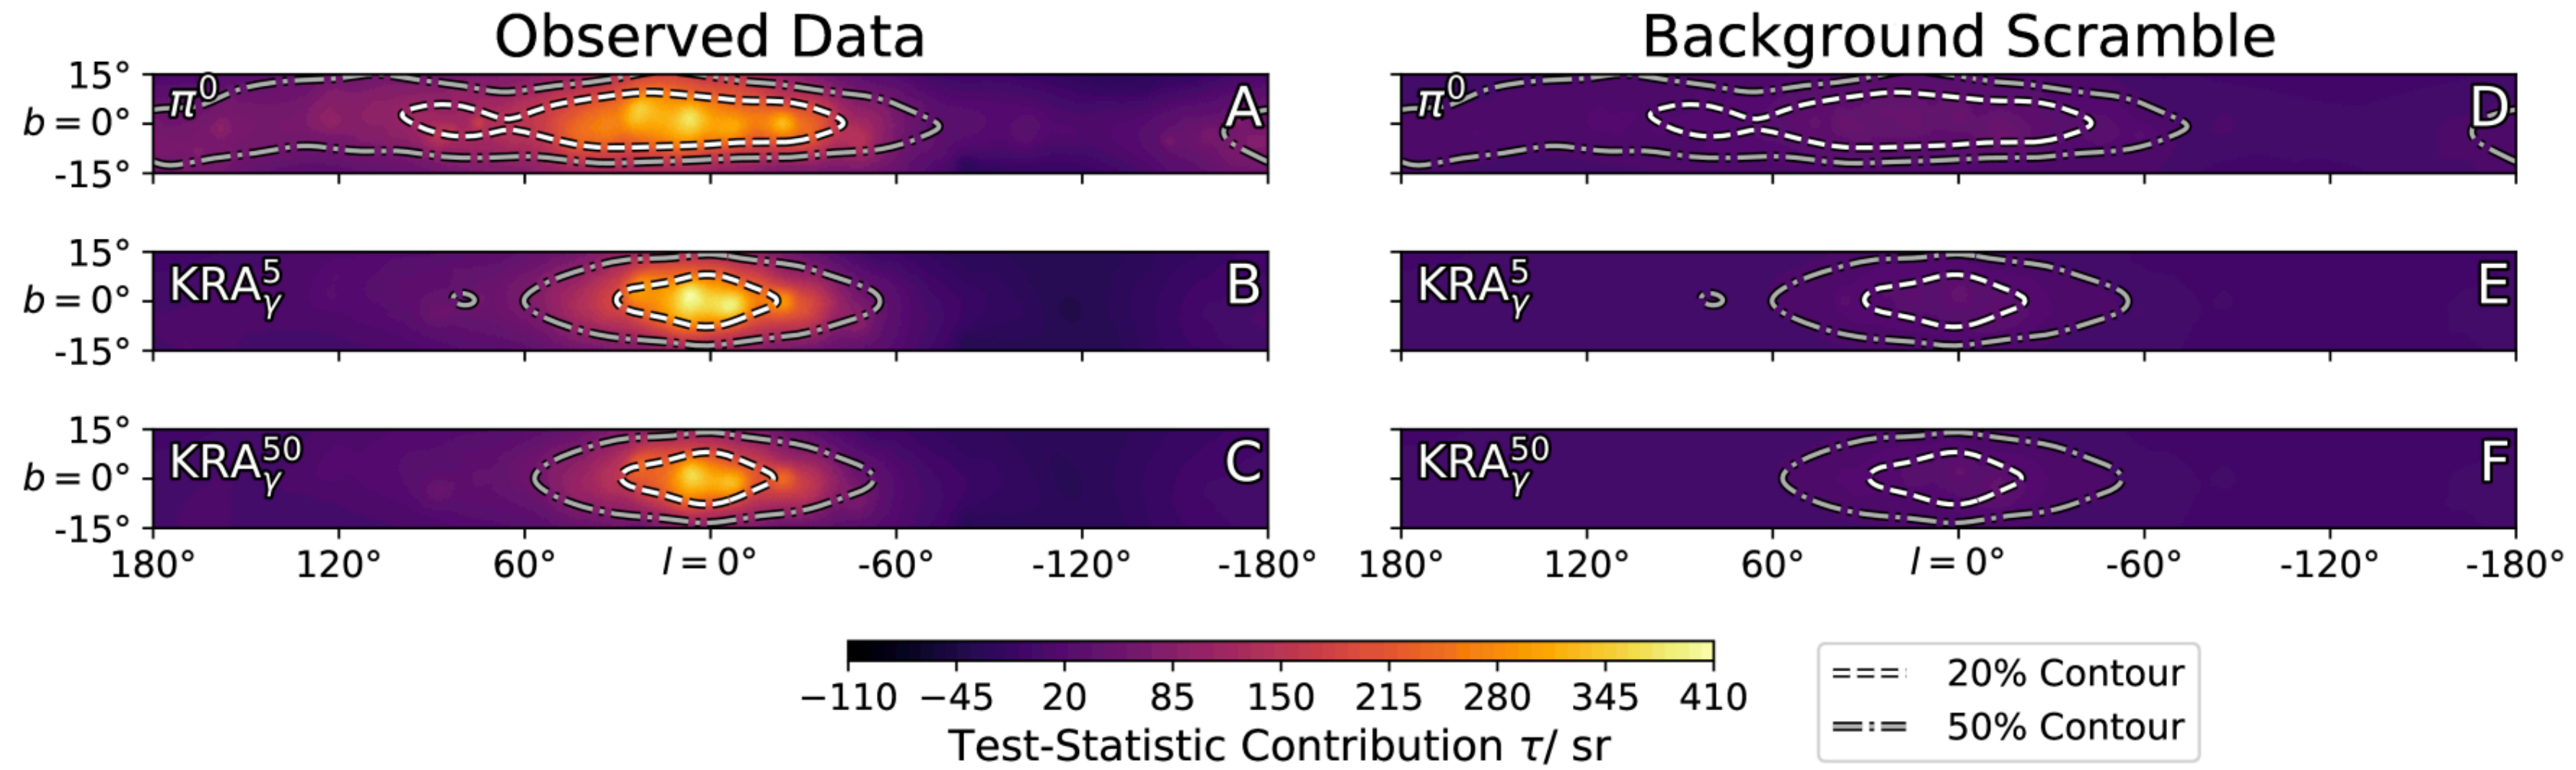 Observed Data Background Scramble
15° π⁰ A π⁰ D
b = 0°
-15°
15° KRA⁵ᵧ B KRA⁵ᵧ E
b = 0°
-15°
15° KRA⁵⁰ᵧ C KRA⁵⁰ᵧ F
b = 0°
-15°
180° 120° 60° l = 0° -60° -120° -180° 180° 120° 60° l = 0° -60° -120° -180°
−110 −45 20 85 150 215 280 345 410
Test-Statistic Contribution τ/ sr
20% Contour
50% Contour